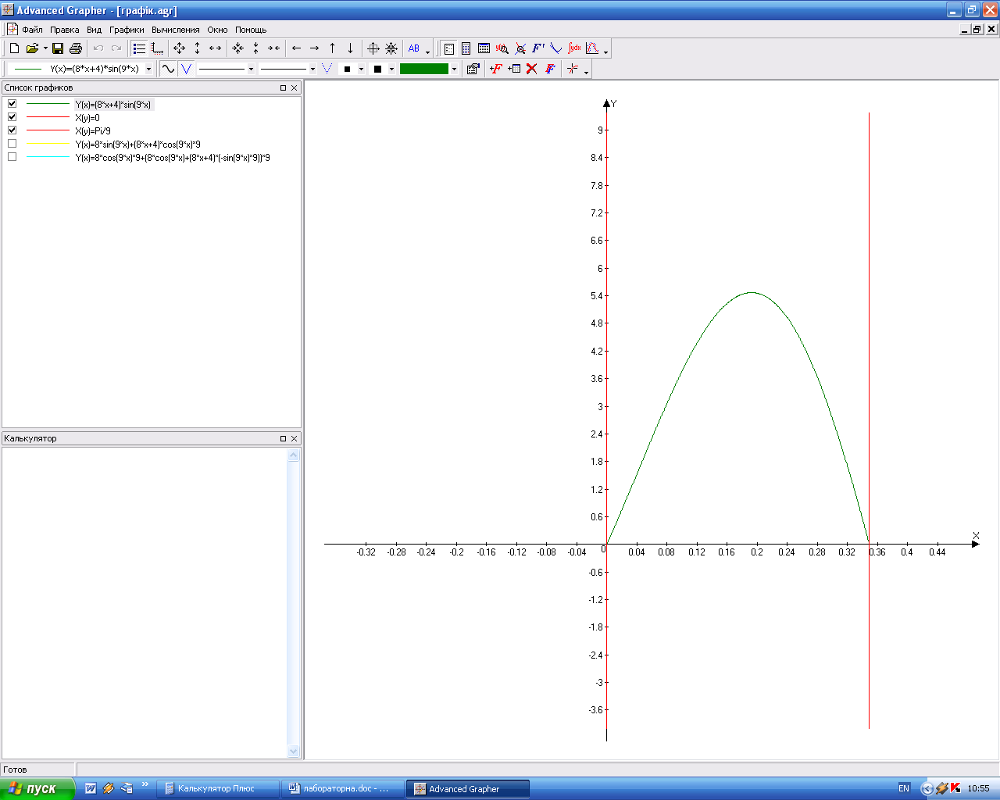 Advanced Grapher - [графік.agr]
Файл Правка Вид Графики Вычисления Окно Помощь
AB
Y(x)=(8*x+4)*sin(9*x)
Список графиков
Y(x)=(8*x+4)*sin(9*x)
X(y)=0
X(y)=Pi/9
Y(x)=8*sin(9*x)+(8*x+4)*cos(9*x)*9
Y(x)=8*cos(9*x)*9+(8*cos(9*x)+(8*x+4)*(-sin(9*x)*9))*9
Калькулятор
Y
9
8.4
7.8
7.2
6.6
6
5.4
4.8
4.2
3.6
3
2.4
1.8
1.2
0.6
X
-0.32 -0.28 -0.24 -0.2 -0.16 -0.12 -0.08 -0.04 0 0.04 0.08 0.12 0.16 0.2 0.24 0.28 0.32 0.36 0.4 0.44
-0.6
-1.2
-1.8
-2.4
-3
-3.6
Готов
пуск
Калькулятор Плюс
лабораторна.doc - ...
Advanced Grapher
EN
10:55